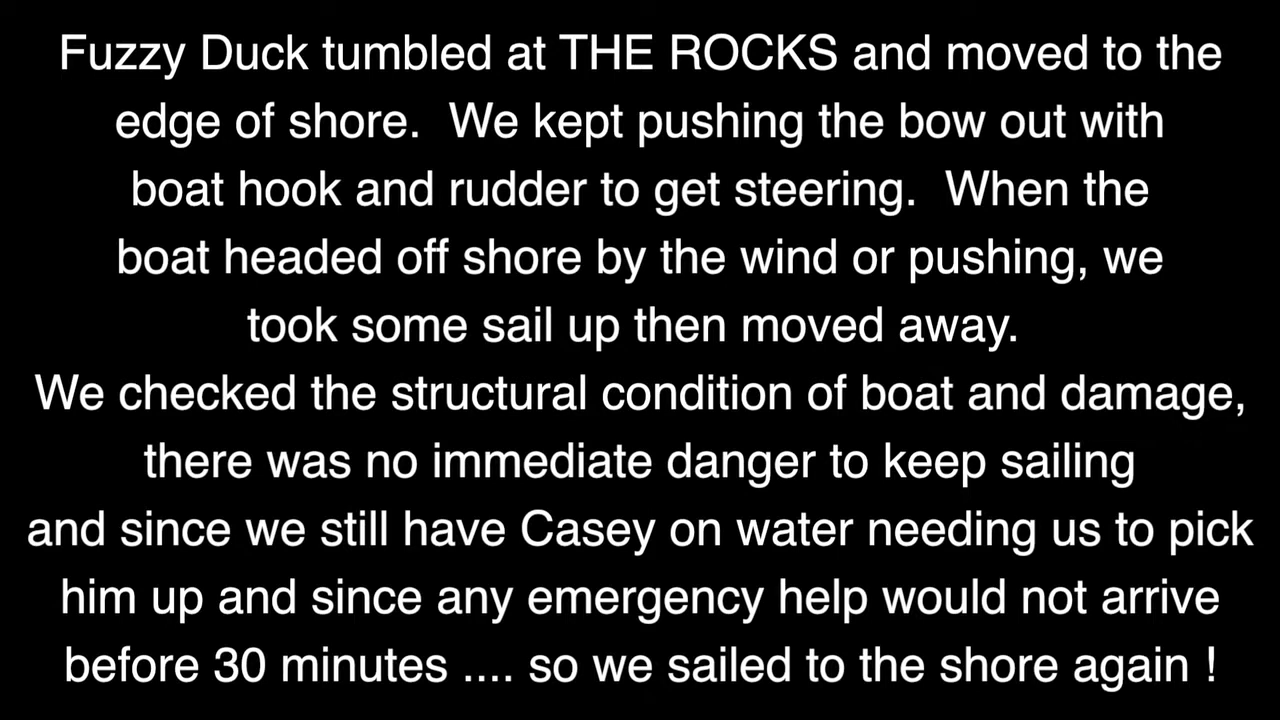 Fuzzy Duck tumbled at THE ROCKS and moved to the
edge of shore.  We kept pushing the bow out with
boat hook and rudder to get steering.  When the
boat headed off shore by the wind or pushing, we
took some sail up then moved away.
We checked the structural condition of boat and damage,
there was no immediate danger to keep sailing
and since we still have Casey on water needing us to pick
him up and since any emergency help would not arrive
before 30 minutes .... so we sailed to the shore again !